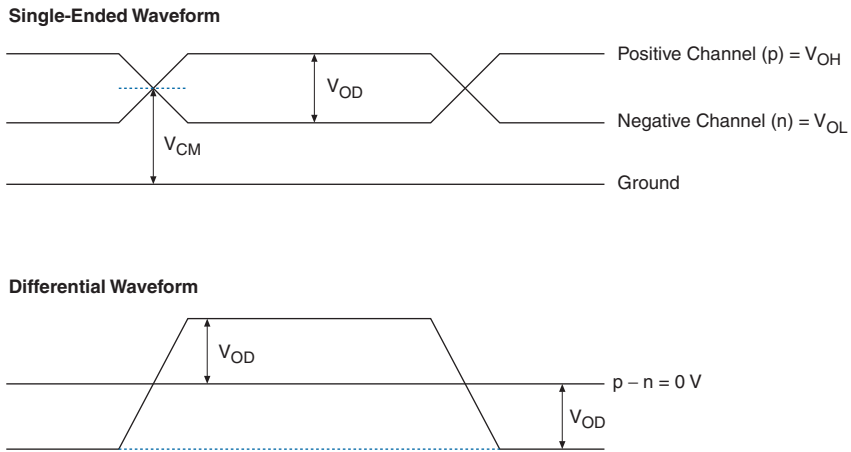 Single-Ended Waveform
Positive Channel (p) = VOH
VOD
Negative Channel (n) = VOL
VCM
Ground
Differential Waveform
VOD
p – n = 0 V
VOD